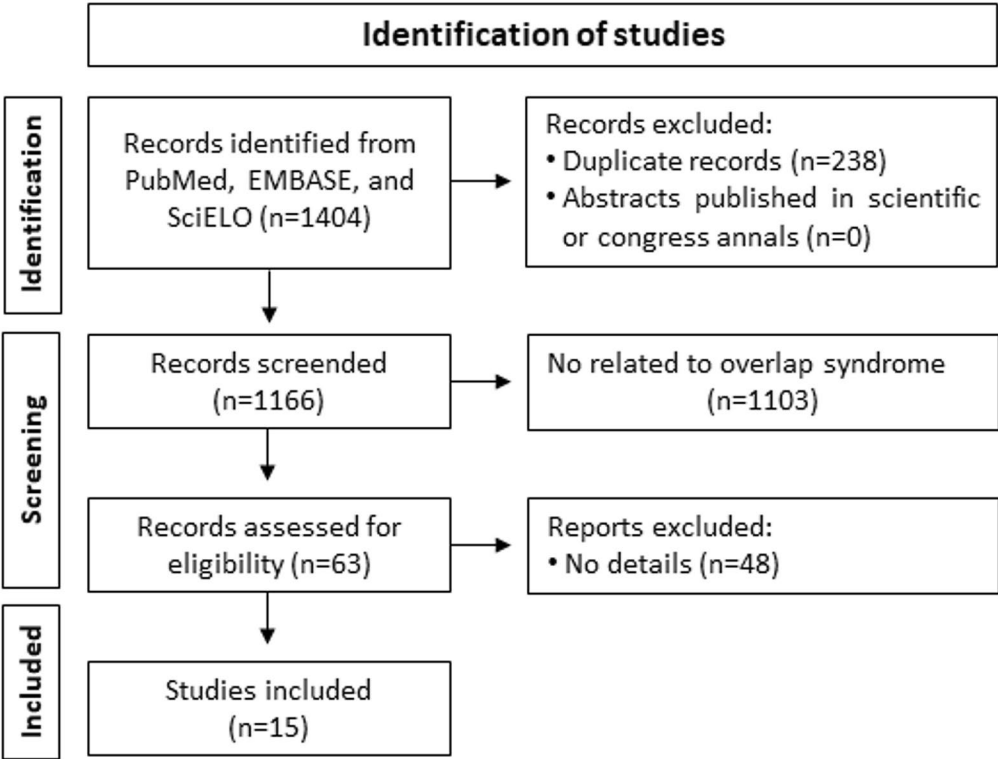 Identification of studies
Identification
Records identified from
PubMed, EMBASE, and
SciELO (n=1404)
Records excluded:
• Duplicate records (n=238)
• Abstracts published in scientific
or congress annals (n=0)
Screening
Records screended
(n=1166)
No related to overlap syndrome
(n=1103)
Records assessed for
eligibility (n=63)
Reports excluded:
• No details (n=48)
Included
Studies included
(n=15)